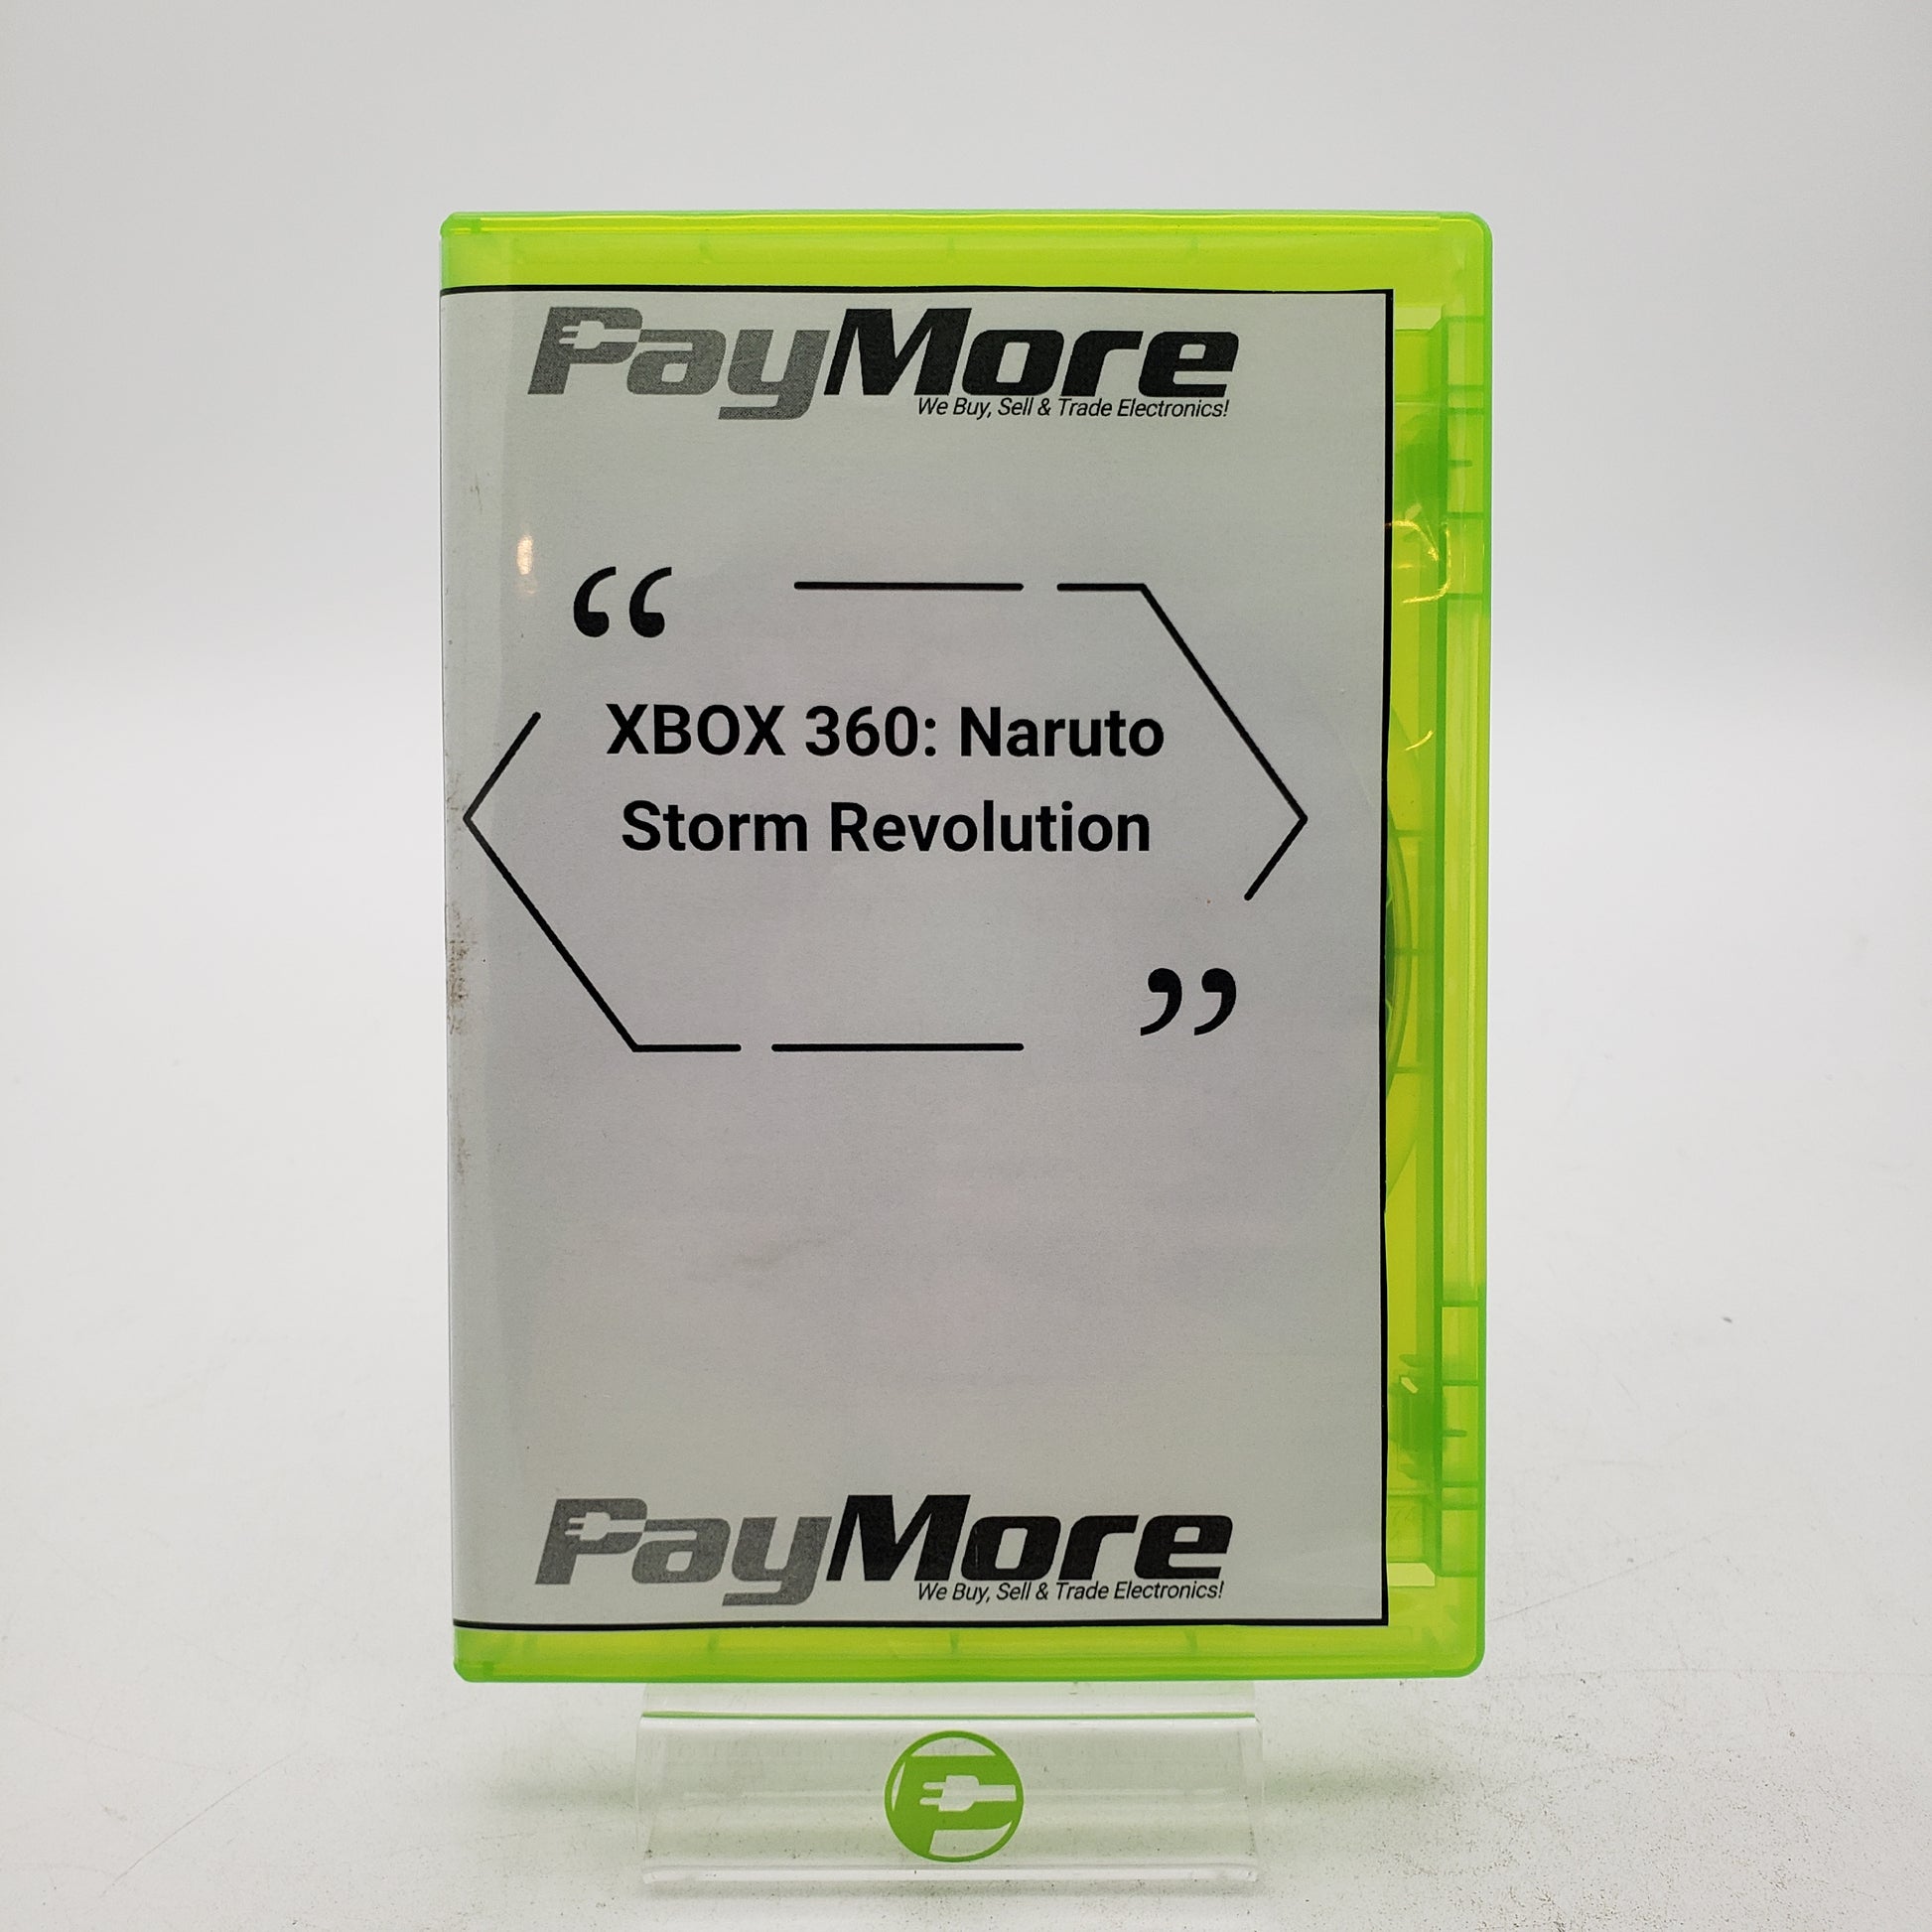 PayMore
We Buy, Sell & Trade Electronics!
“
XBOX 360: Naruto
Storm Revolution
”
PayMore
We Buy, Sell & Trade Electronics!